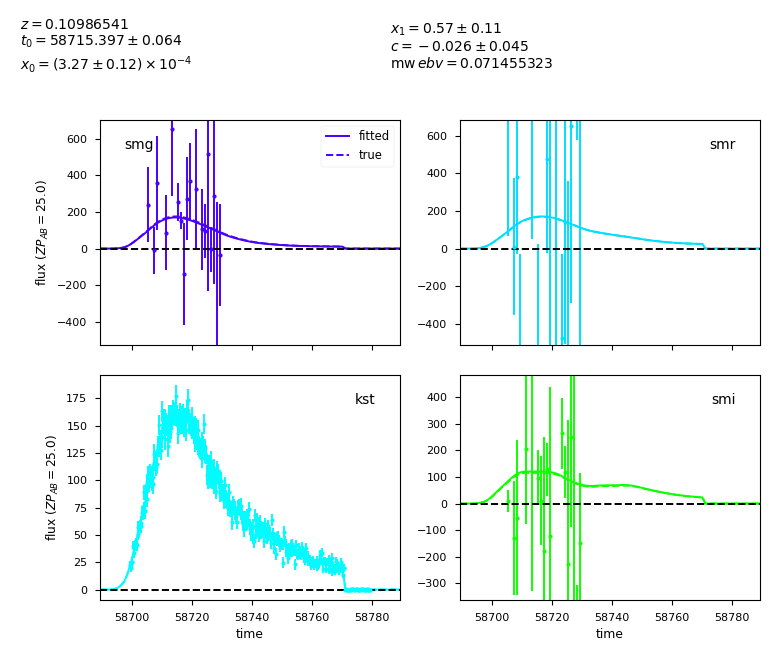 z = 0.10986541
t₀ = 58715.397 ± 0.064
x₀ = (3.27 ± 0.12) × 10⁻⁴
x₁ = 0.57 ± 0.11
c = −0.026 ± 0.045
mw ebv = 0.071455323
smg
fitted
true
600
400
200
0
−200
−400
flux (ZP_AB = 25.0)
smr
600
400
200
0
−200
−400
kst
175
150
125
100
75
50
25
0
flux (ZP_AB = 25.0)
58700 58720 58740 58760 58780
time
smi
400
300
200
100
0
−100
−200
−300
58700 58720 58740 58760 58780
time